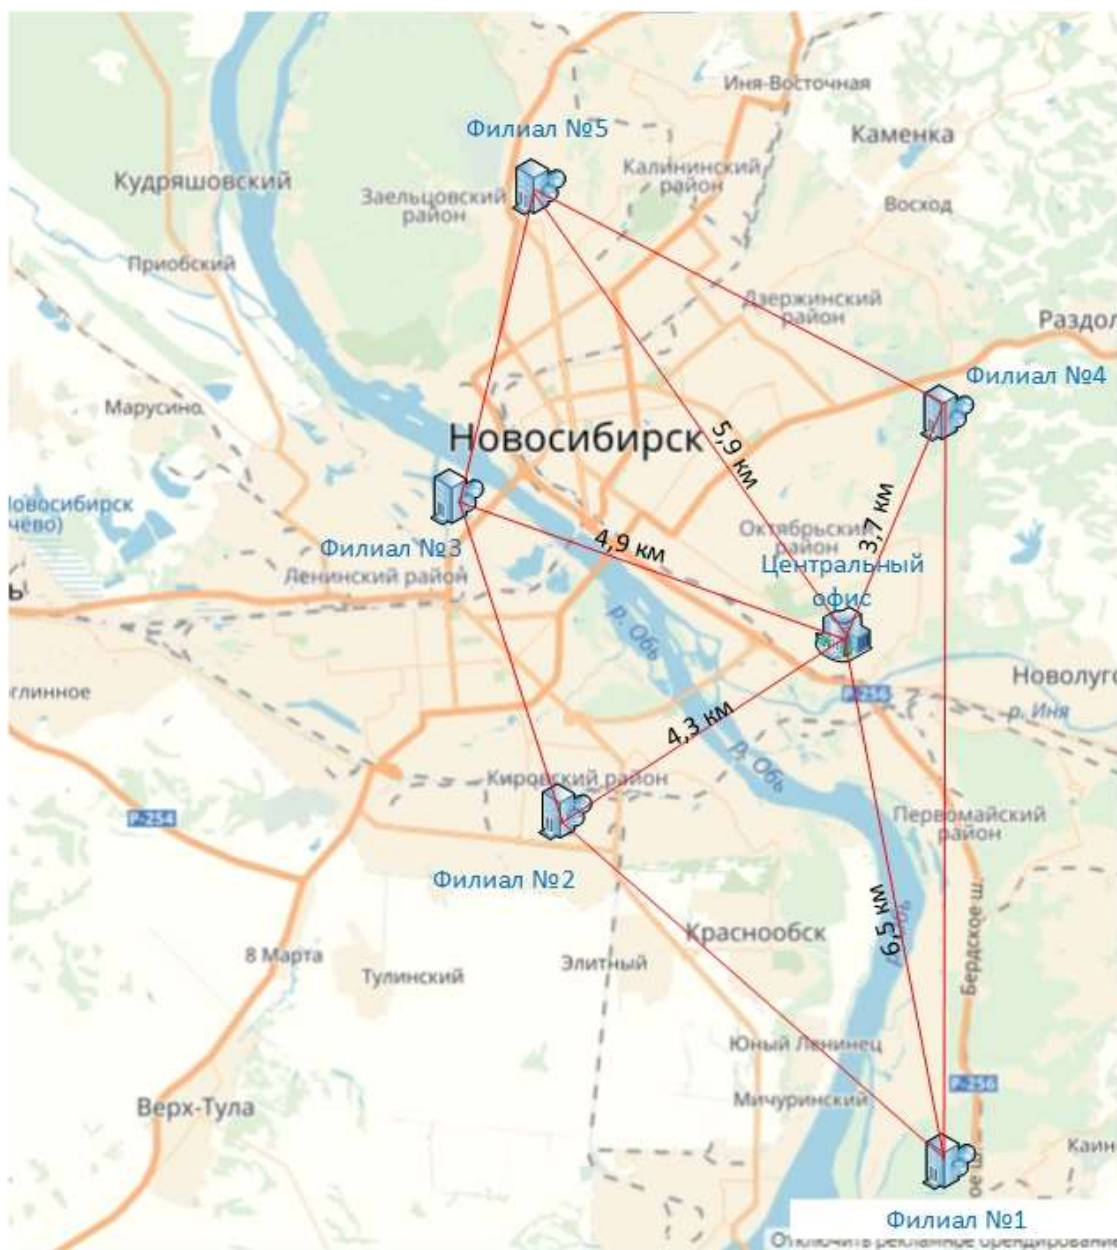 Иня-Восточная
Филиал №5
Каменка
Кудряшовский
Калининский
район
Заельцовский
район
Восход
Приобский
Дзержинский
район
Раздол
Филиал №4
Марусино
Новосибирск
5,9 км
Новосибирск
чёво)
3,7 км
Октябрьский
район
4,9 км
Филиал №3
Центральный
офис
Ленинский район
р. Обь
Новолуго
глинное
Р-256
р. Иня
4,3 км
р. Обь
Кировский район
Р-254
Первомайский
район
Филиал №2
6,5 км
Краснообск
Бердское ш.
8 Марта
Элитный
Тулинский
Юный Ленинец
Р-256
Мичуринский
Верх-Тула
Каин
ое ш.
Филиал №1
Отключить рекламное брендирование